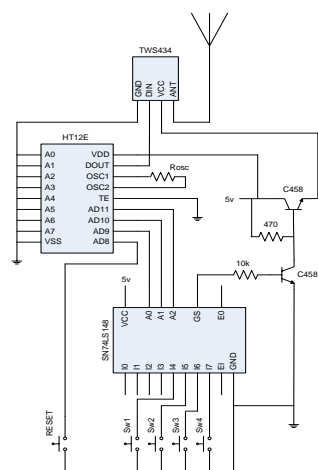 TWS434
GND
DIN
VCC
ANT
HT12E
A0
A1
A2
A3
A4
A5
A6
A7
VSS
VDD
DOUT
OSC1
OSC2
TE
AD11
AD10
AD9
AD8
Rosc
5v
C458
470
10k
C458
5v
SN74LS148
VCC
A0
A1
A2
GS
E0
I0
I1
I2
I3
I4
I5
I6
I7
EI
GND
RESET
Sw1
Sw2
Sw3
Sw4